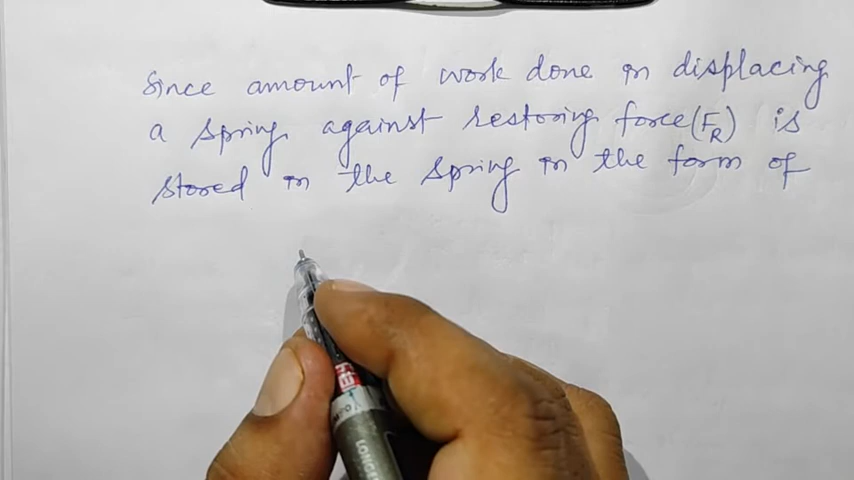 Since amount of work done in displacing
a spring against restoring force(F_R) is
stored in the spring in the form of